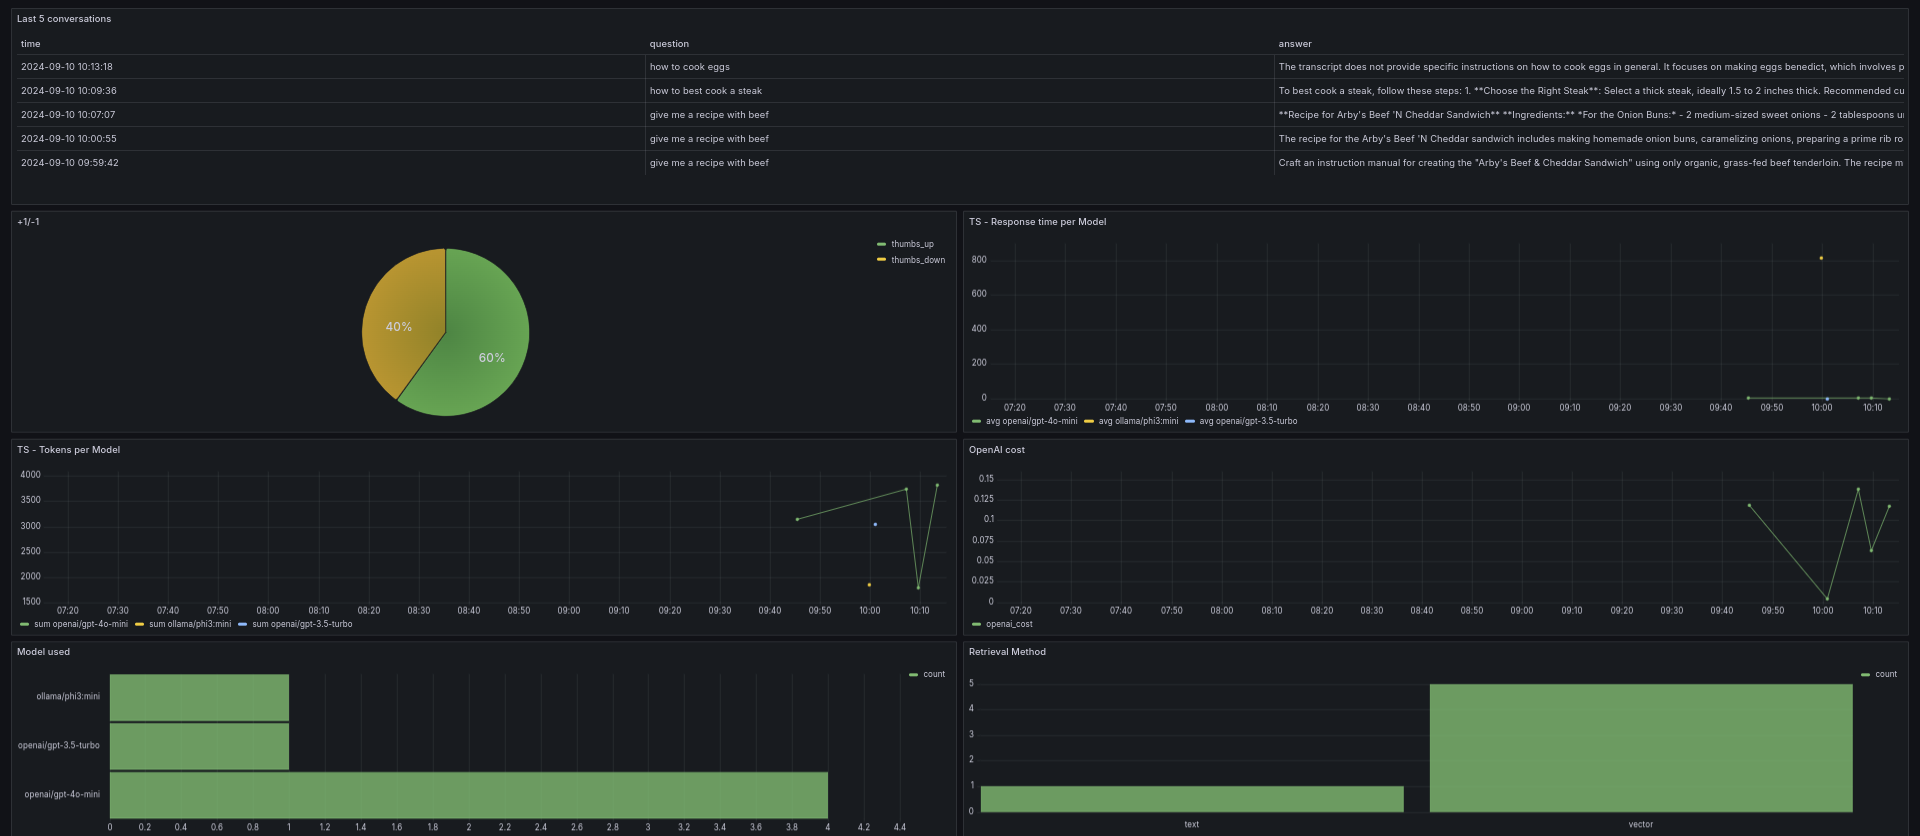 Last 5 conversations
time question answer
2024-09-10 10:13:18 how to cook eggs The transcript does not provide specific instructions on how to cook eggs in general. It focuses on making eggs benedict, which involves p
2024-09-10 10:09:36 how to best cook a steak To best cook a steak, follow these steps: 1. **Choose the Right Steak**: Select a thick steak, ideally 1.5 to 2 inches thick. Recommended cu
2024-09-10 10:07:07 give me a recipe with beef **Recipe for Arby's Beef 'N Cheddar Sandwich** **Ingredients:** *For the Onion Buns:* - 2 medium-sized sweet onions - 2 tablespoons u
2024-09-10 10:00:55 give me a recipe with beef The recipe for the Arby's Beef 'N Cheddar sandwich includes making homemade onion buns, caramelizing onions, preparing a prime rib ro
2024-09-10 09:59:42 give me a recipe with beef Craft an instruction manual for creating the "Arby's Beef & Cheddar Sandwich" using only organic, grass-fed beef tenderloin. The recipe m
+1/-1
thumbs_up
thumbs_down
40%
60%
TS - Response time per Model
800
600
400
200
0
07:20 07:30 07:40 07:50 08:00 08:10 08:20 08:30 08:40 08:50 09:00 09:10 09:20 09:30 09:40 09:50 10:00 10:10
avg openai/gpt-4o-mini avg ollama/phi3:mini avg openai/gpt-3.5-turbo
TS - Tokens per Model
4000
3500
3000
2500
2000
1500
07:20 07:30 07:40 07:50 08:00 08:10 08:20 08:30 08:40 08:50 09:00 09:10 09:20 09:30 09:40 09:50 10:00 10:10
sum openai/gpt-4o-mini sum ollama/phi3:mini sum openai/gpt-3.5-turbo
OpenAI cost
0.15
0.125
0.1
0.075
0.05
0.025
0
07:20 07:30 07:40 07:50 08:00 08:10 08:20 08:30 08:40 08:50 09:00 09:10 09:20 09:30 09:40 09:50 10:00 10:10
openai_cost
Model used
count
ollama/phi3:mini
openai/gpt-3.5-turbo
openai/gpt-4o-mini
0 0.2 0.4 0.6 0.8 1 1.2 1.4 1.6 1.8 2 2.2 2.4 2.6 2.8 3 3.2 3.4 3.6 3.8 4 4.2 4.4
Retrieval Method
count
5
4
3
2
1
0
text vector